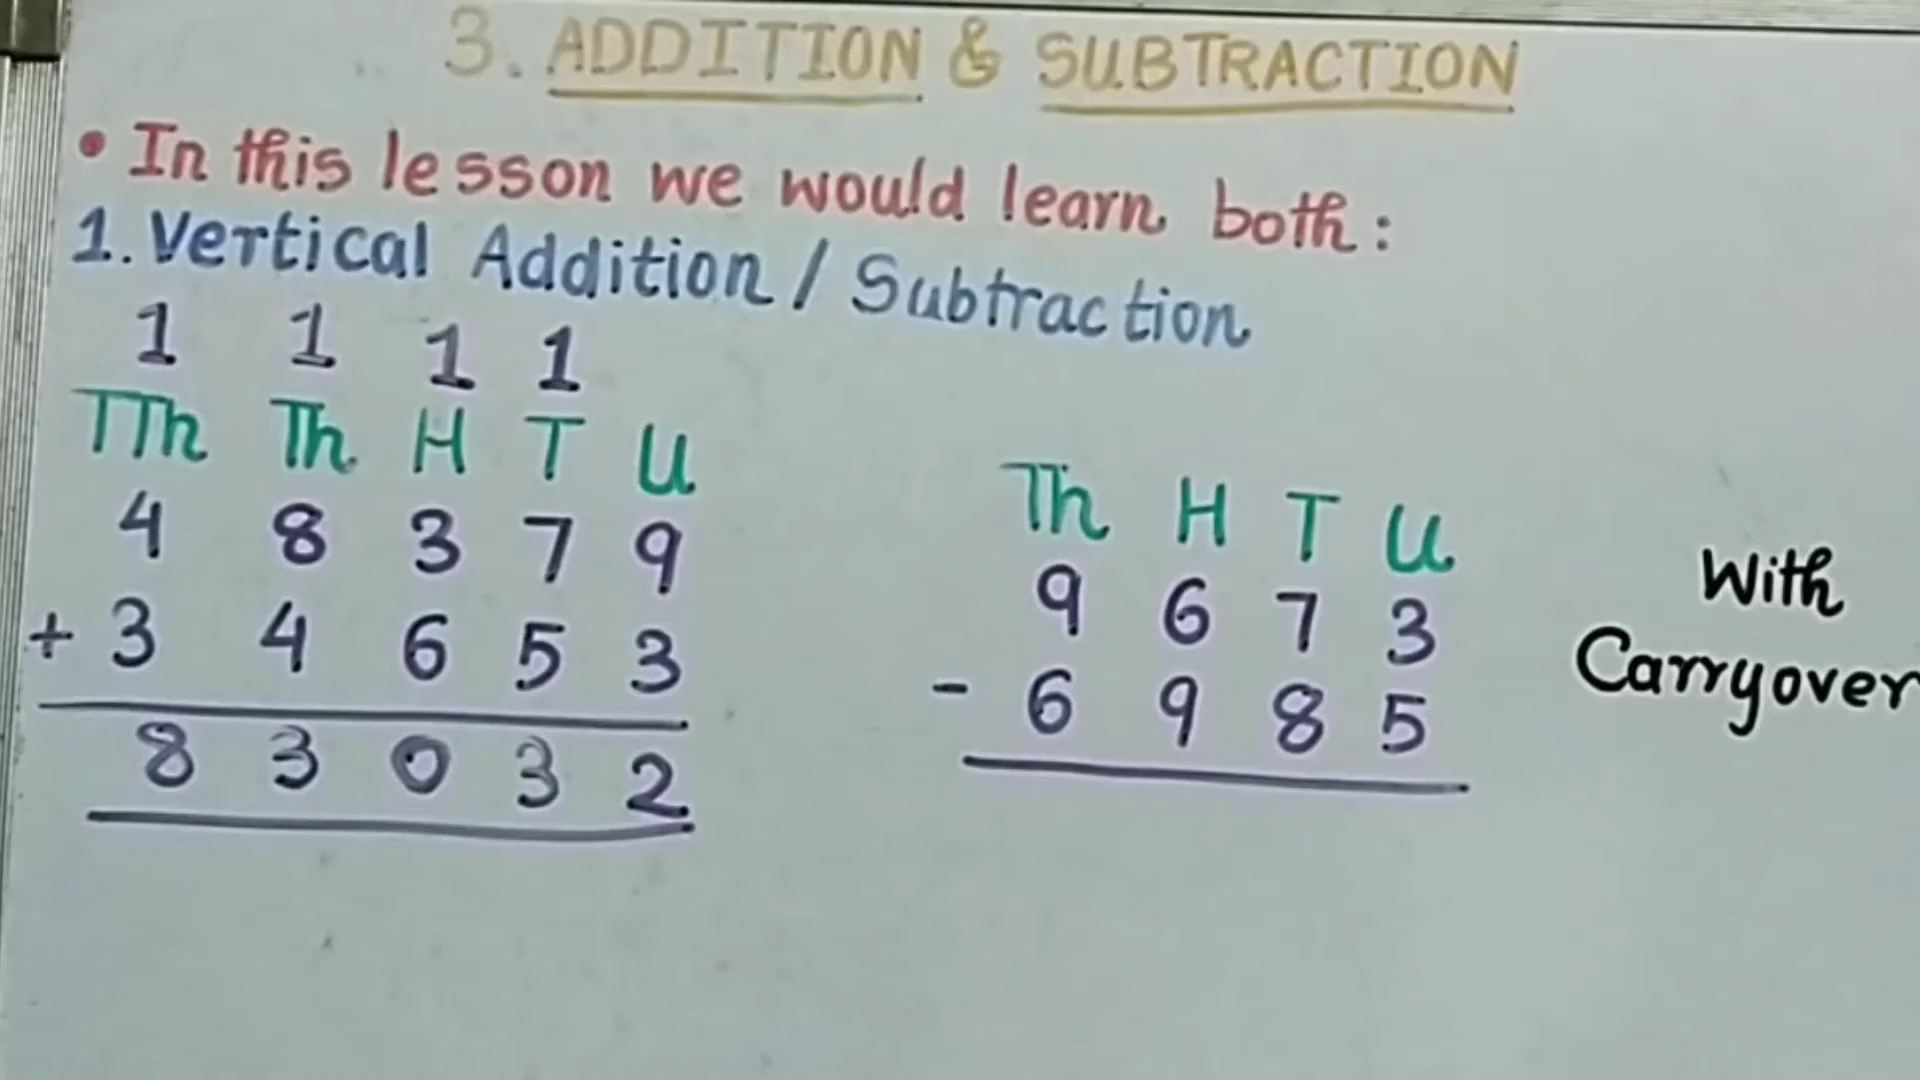 3. ADDITION & SUBTRACTION
• In this lesson we would learn both:
1. Vertical Addition / Subtraction
1 1 1 1
TTh Th H T U
4 8 3 7 9
+ 3 4 6 5 3
8 3 0 3 2
Th H T U
9 6 7 3
- 6 9 8 5
With
Carryover